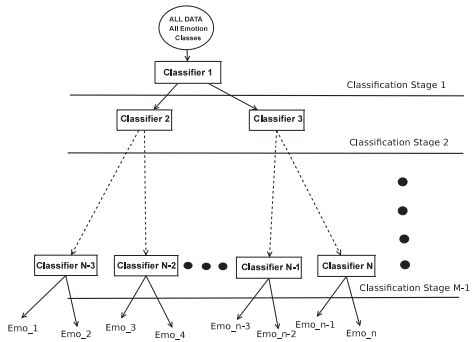 ALL DATA
All Emotion
Classes
Classifier 1
Classification Stage 1
Classifier 2
Classifier 3
Classification Stage 2
Classifier N-3
Classifier N-2
Classifier N-1
Classifier N
Classification Stage M-1
Emo_1
Emo_2
Emo_3
Emo_4
Emo_n-3
Emo_n-2
Emo_n-1
Emo_n